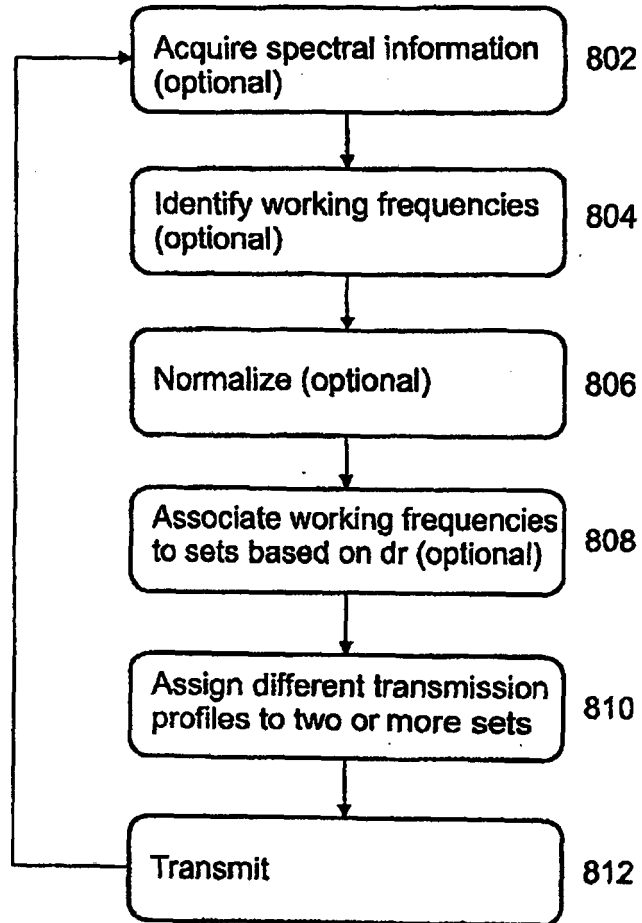 Acquire spectral information
(optional)
802
Identify working frequencies
(optional)
804
Normalize (optional)
806
Associate working frequencies
to sets based on dr (optional)
808
Assign different transmission
profiles to two or more sets
810
Transmit
812